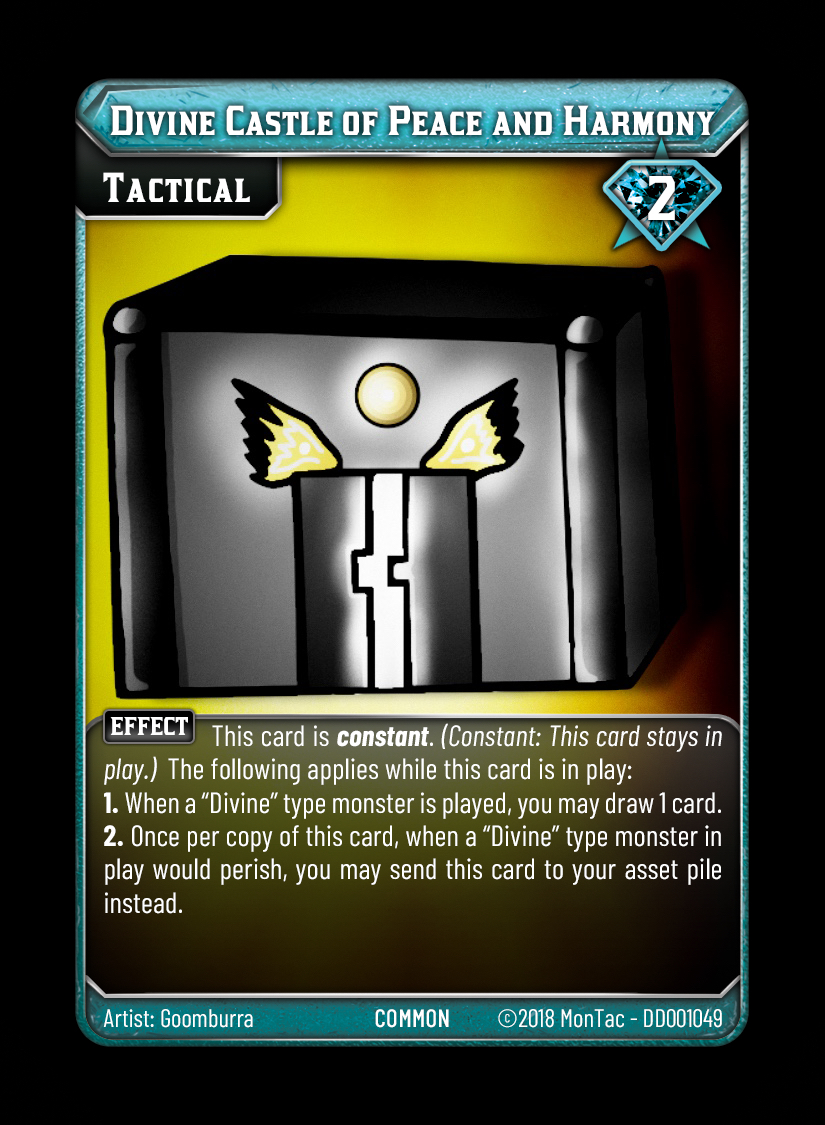 Divine Castle of Peace and Harmony
Tactical
2
EFFECT This card is constant. (Constant: This card stays in
play.) The following applies while this card is in play:
1. When a “Divine” type monster is played, you may draw 1 card.
2. Once per copy of this card, when a “Divine” type monster in
play would perish, you may send this card to your asset pile
instead.
Artist: Goomburra COMMON ©2018 MonTac - DD001049